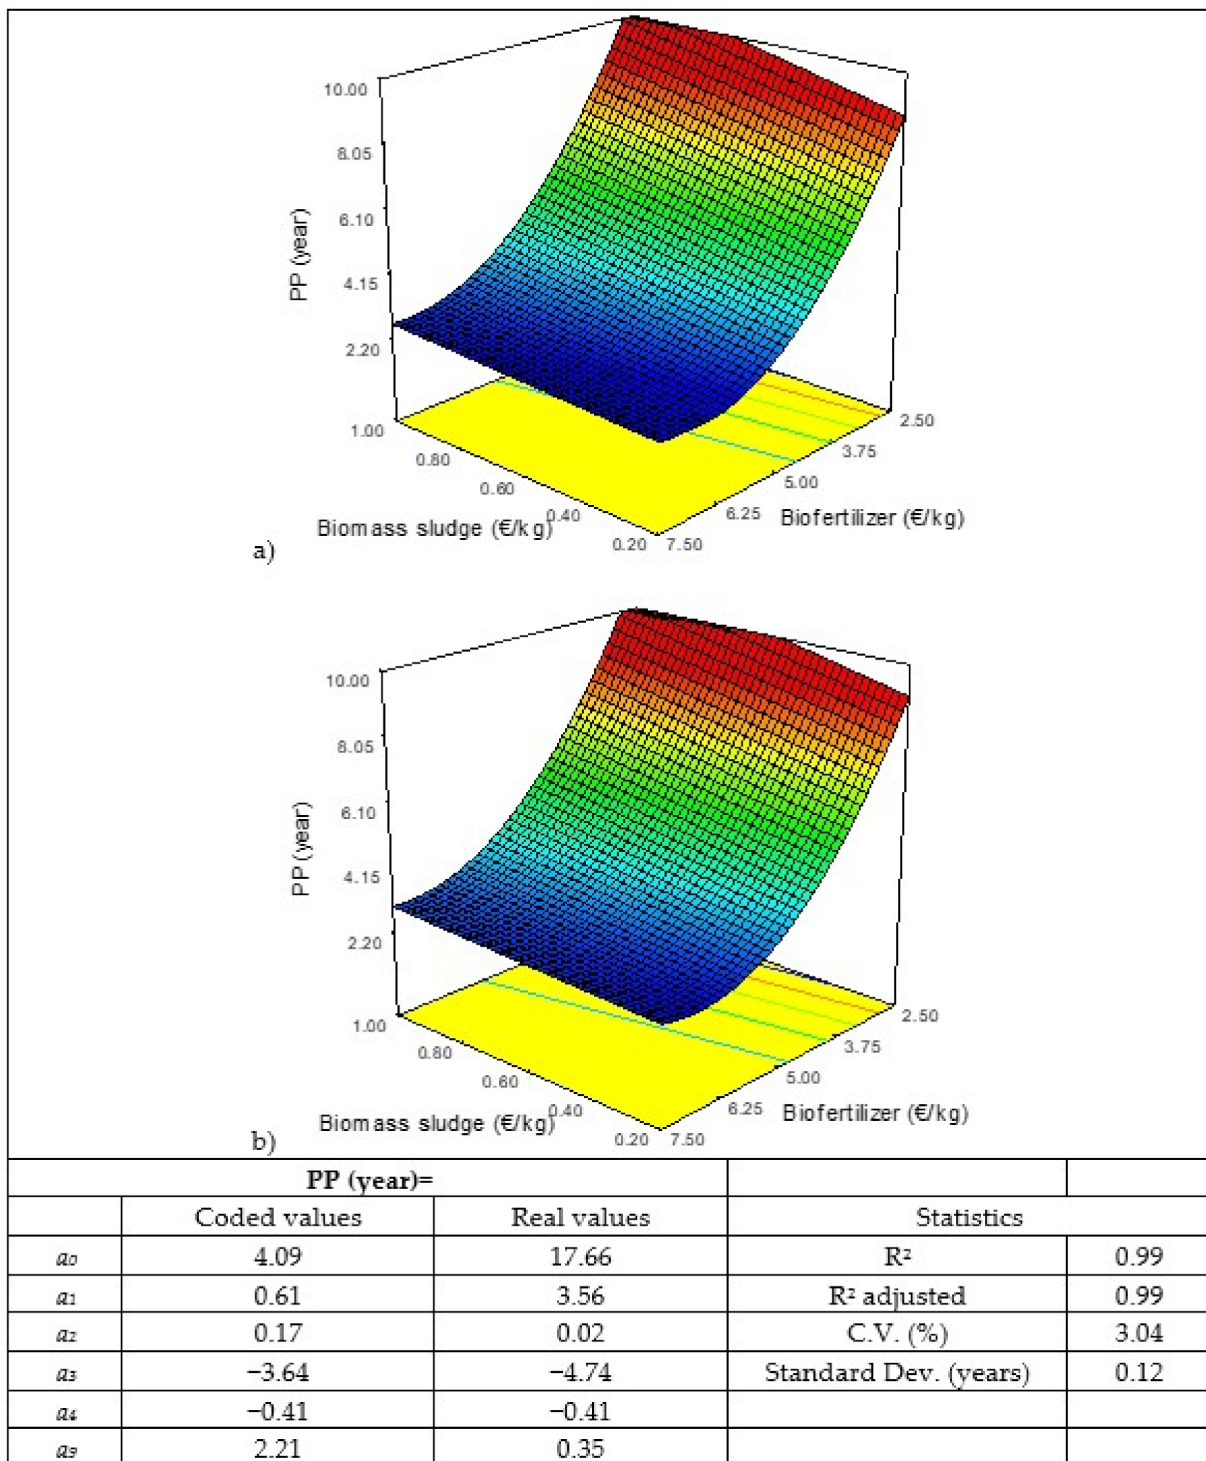 10.00
8.05
6.10
4.15
2.20
PP (year)
1.00
0.80
0.60
0.40
0.20
Biomass sludge (€/kg)
7.50
6.25
5.00
3.75
2.50
Biofertilizer (€/kg)
a)
10.00
8.05
6.10
4.15
2.20
PP (year)
1.00
0.80
0.60
0.40
0.20
Biomass sludge (€/kg)
7.50
6.25
5.00
3.75
2.50
Biofertilizer (€/kg)
b)
PP (year)=
Coded values Real values Statistics
a₀ 4.09 17.66 R² 0.99
a₁ 0.61 3.56 R² adjusted 0.99
a₂ 0.17 0.02 C.V. (%) 3.04
a₃ −3.64 −4.74 Standard Dev. (years) 0.12
a₄ −0.41 −0.41
a₉ 2.21 0.35